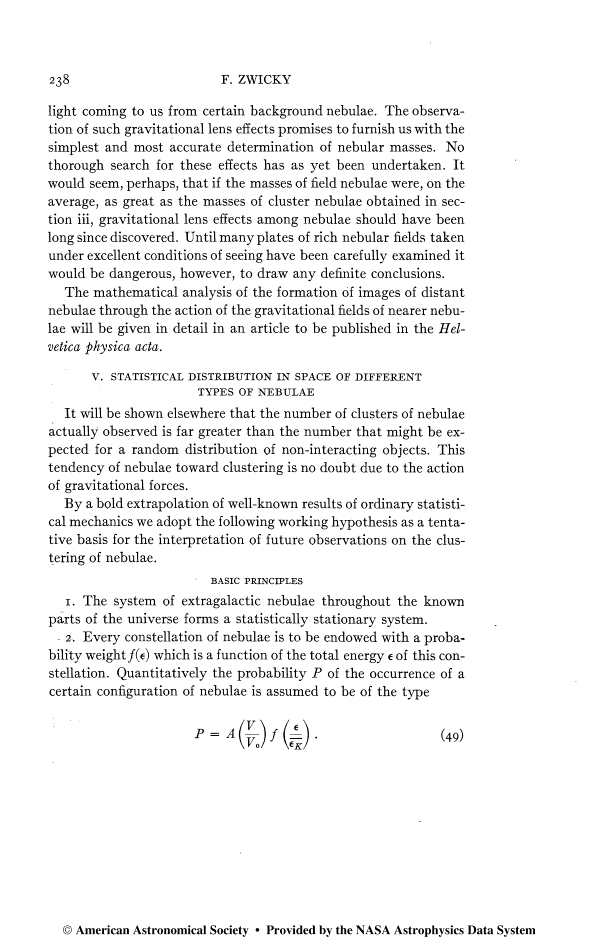 238 F. ZWICKY
light coming to us from certain background nebulae. The observa-
tion of such gravitational lens effects promises to furnish us with the
simplest and most accurate determination of nebular masses. No
thorough search for these effects has as yet been undertaken. It
would seem, perhaps, that if the masses of field nebulae were, on the
average, as great as the masses of cluster nebulae obtained in sec-
tion iii, gravitational lens effects among nebulae should have been
long since discovered. Until many plates of rich nebular fields taken
under excellent conditions of seeing have been carefully examined it
would be dangerous, however, to draw any definite conclusions.
The mathematical analysis of the formation of images of distant
nebulae through the action of the gravitational fields of nearer nebu-
lae will be given in detail in an article to be published in the Hel-
vetica physica acta.
V. STATISTICAL DISTRIBUTION IN SPACE OF DIFFERENT
TYPES OF NEBULAE
It will be shown elsewhere that the number of clusters of nebulae
actually observed is far greater than the number that might be ex-
pected for a random distribution of non-interacting objects. This
tendency of nebulae toward clustering is no doubt due to the action
of gravitational forces.
By a bold extrapolation of well-known results of ordinary statisti-
cal mechanics we adopt the following working hypothesis as a tenta-
tive basis for the interpretation of future observations on the clus-
tering of nebulae.
BASIC PRINCIPLES
1. The system of extragalactic nebulae throughout the known
parts of the universe forms a statistically stationary system.
2. Every constellation of nebulae is to be endowed with a proba-
bility weight f(ϵ) which is a function of the total energy ϵ of this con-
stellation. Quantitatively the probability P of the occurrence of a
certain configuration of nebulae is assumed to be of the type
P = A(V/V₀) f (ϵ/ϵ_K). (49)
© American Astronomical Society • Provided by the NASA Astrophysics Data System